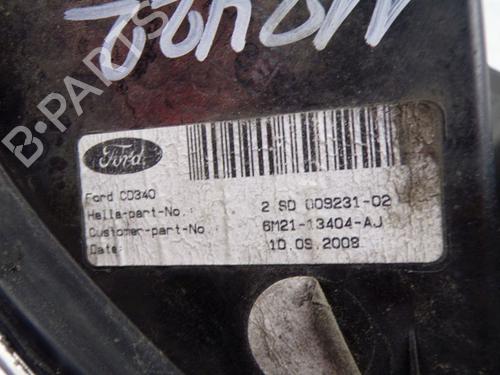 B-PARTS
Ford
Ford CD340
Hella-part-No.: 2 SD 009231-02
Customer-part-No.: 6M21-13404-AJ
Date: 10.09.2008